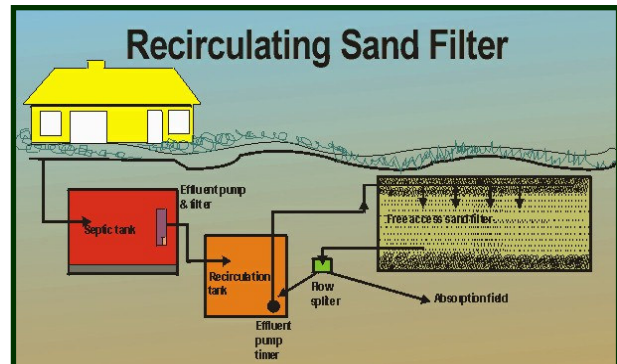 Recirculating Sand Filter
Effluent pump
& filter
Septic tank
Free access sand filter
Recirculation
tank
Flow
spliter
Absorption field
Effluent
pump
timer